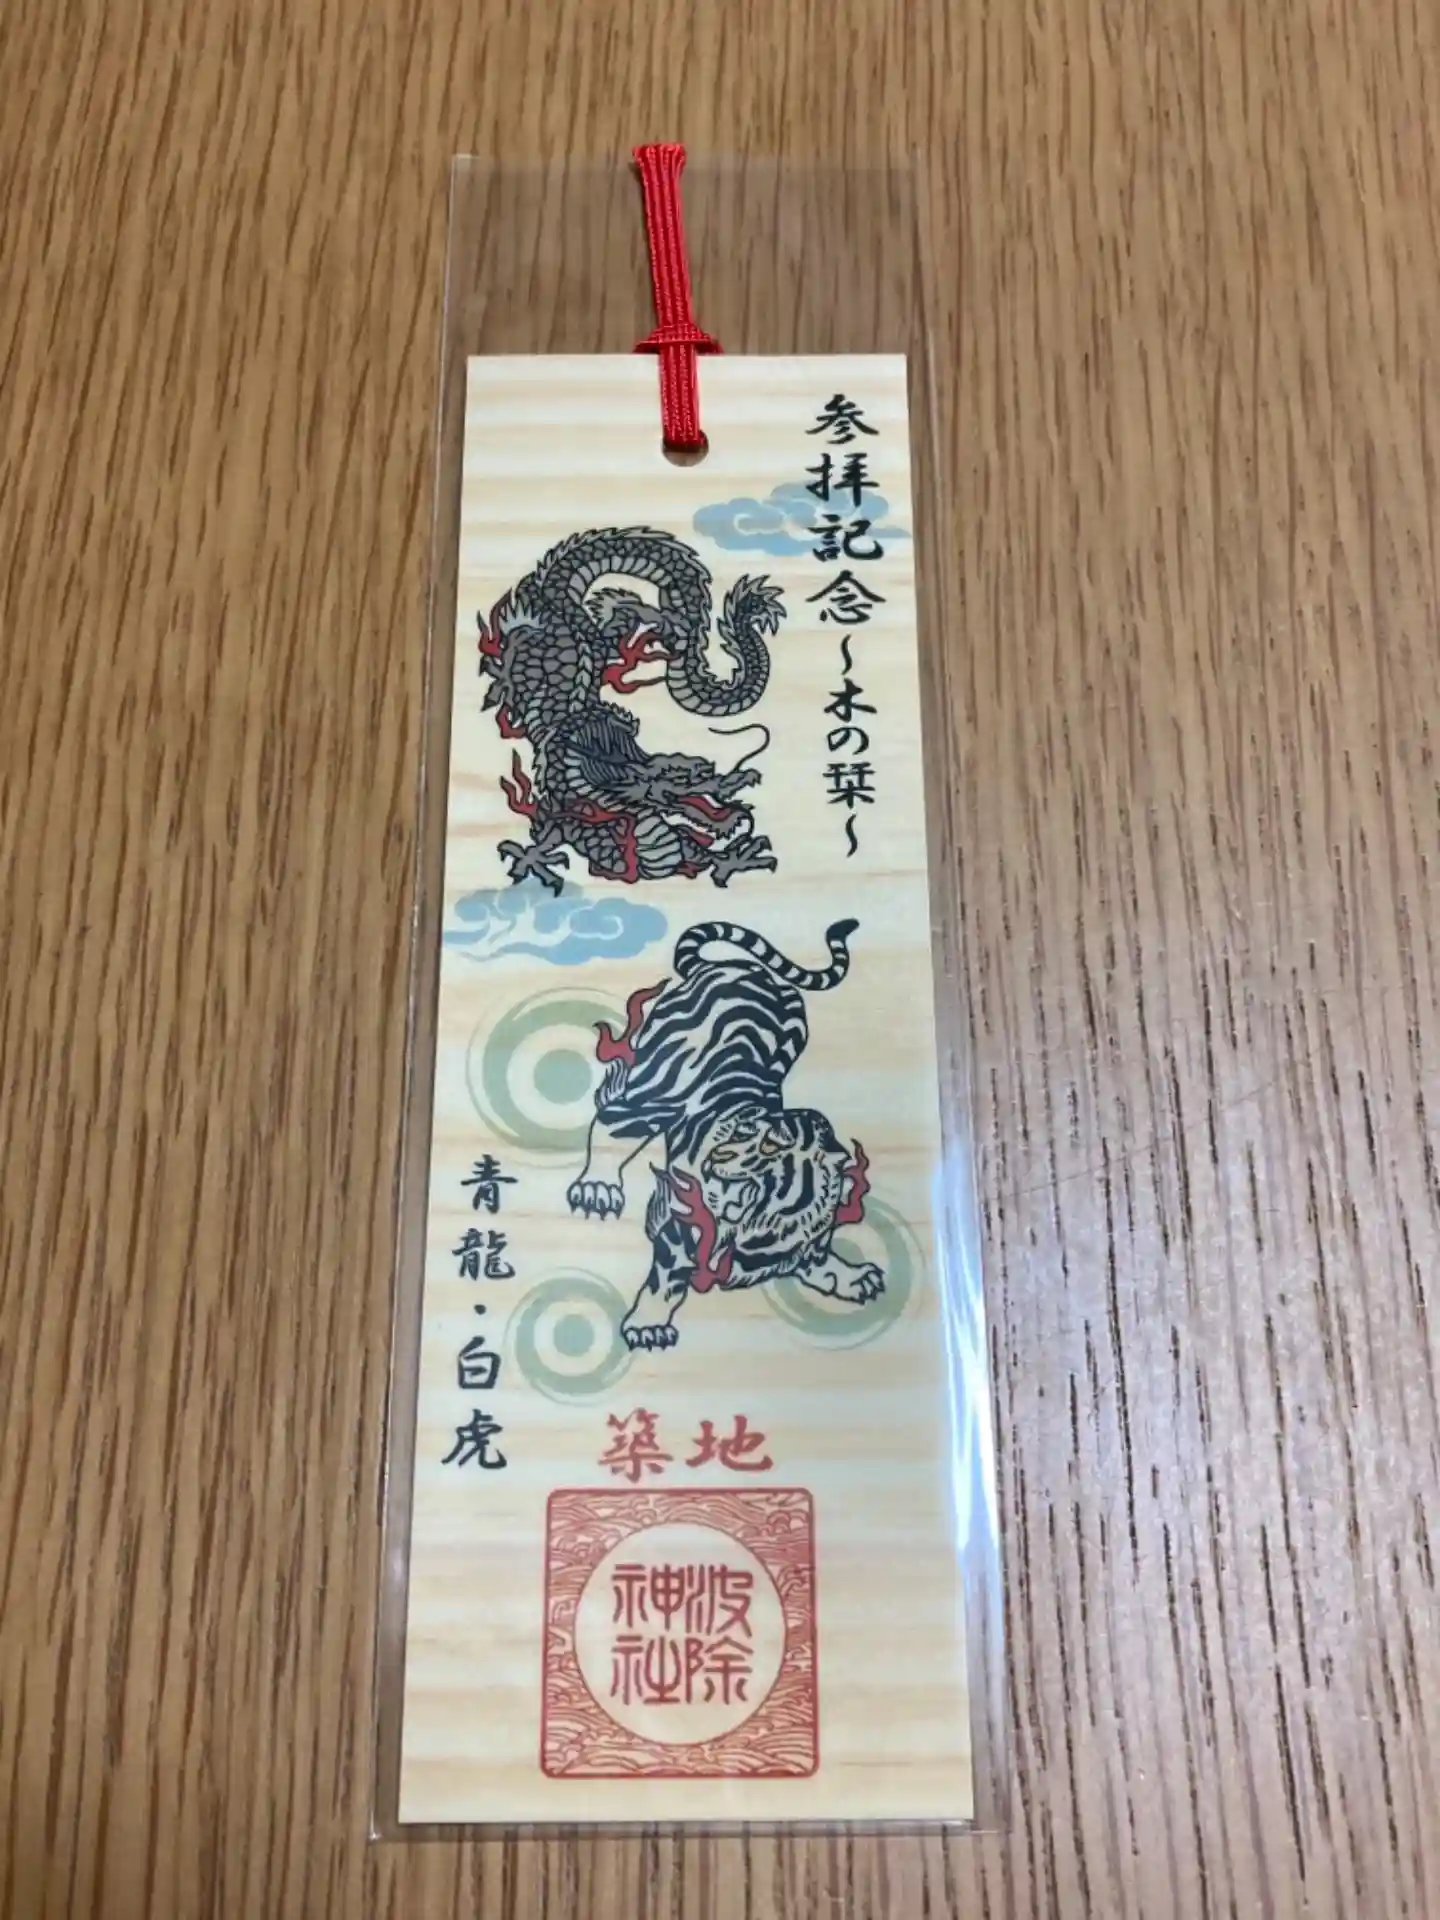 参拝記念～木の栞～
青龍・白虎
築地
波除
神社